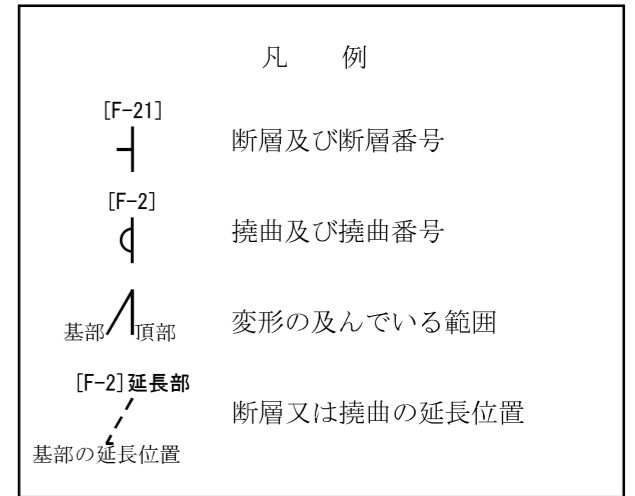 凡　例
[F-21]
断層及び断層番号
[F-2]
撓曲及び撓曲番号
基部 頂部 変形の及んでいる範囲
[F-2]延長部
断層又は撓曲の延長位置
基部の延長位置